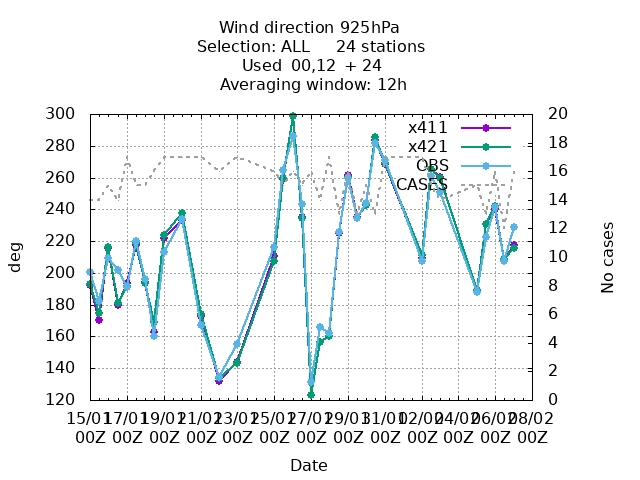 Wind direction 925hPa
Selection: ALL 24 stations
Used 00,12 + 24
Averaging window: 12h
300 20
x411
280 18
x421
260 16
OBS
CASES
240 14
220 12
deg
200 10
No cases
180 8
6
160
4
140 2
120 0
15/01 17/01 19/01 21/01 23/01 25/01 27/01 29/01 31/01 02/02 04/02 06/02 08/02
00Z 00Z 00Z 00Z 00Z 00Z 00Z 00Z 00Z 00Z 00Z 00Z 00Z
Date